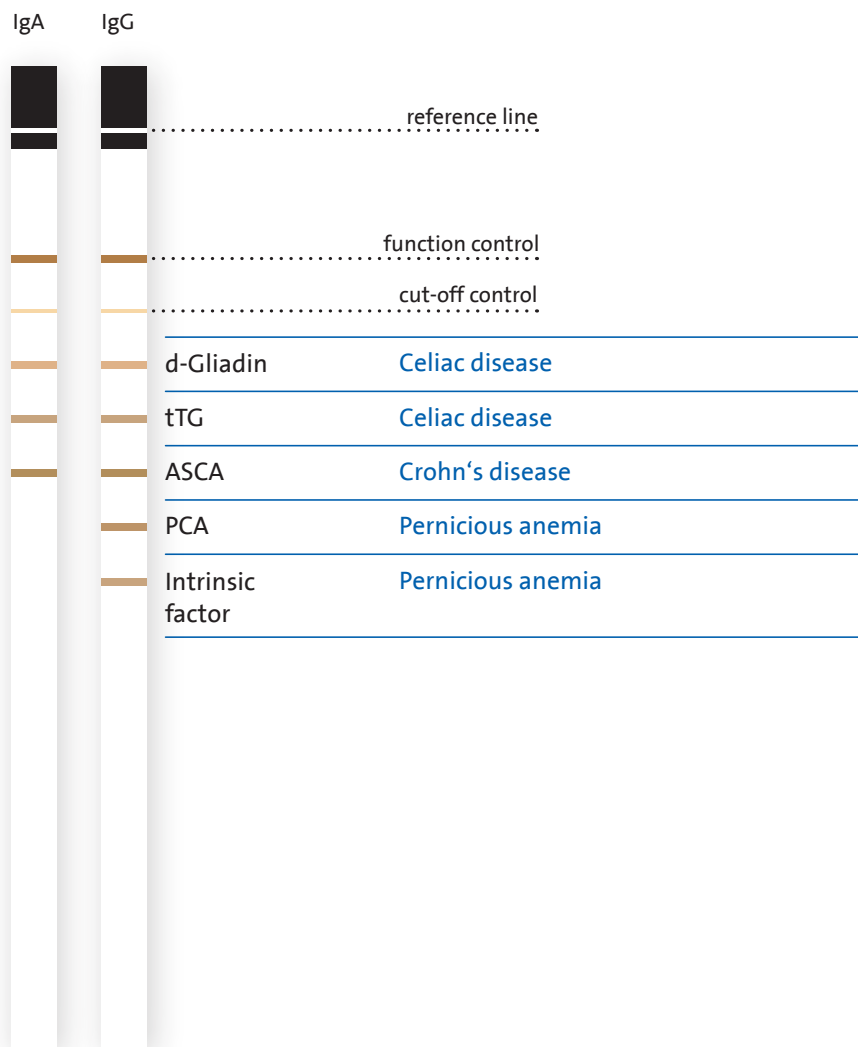 IgA IgG
reference line
function control
cut-off control
d-Gliadin Celiac disease
tTG Celiac disease
ASCA Crohn‘s disease
PCA Pernicious anemia
Intrinsic Pernicious anemia
factor